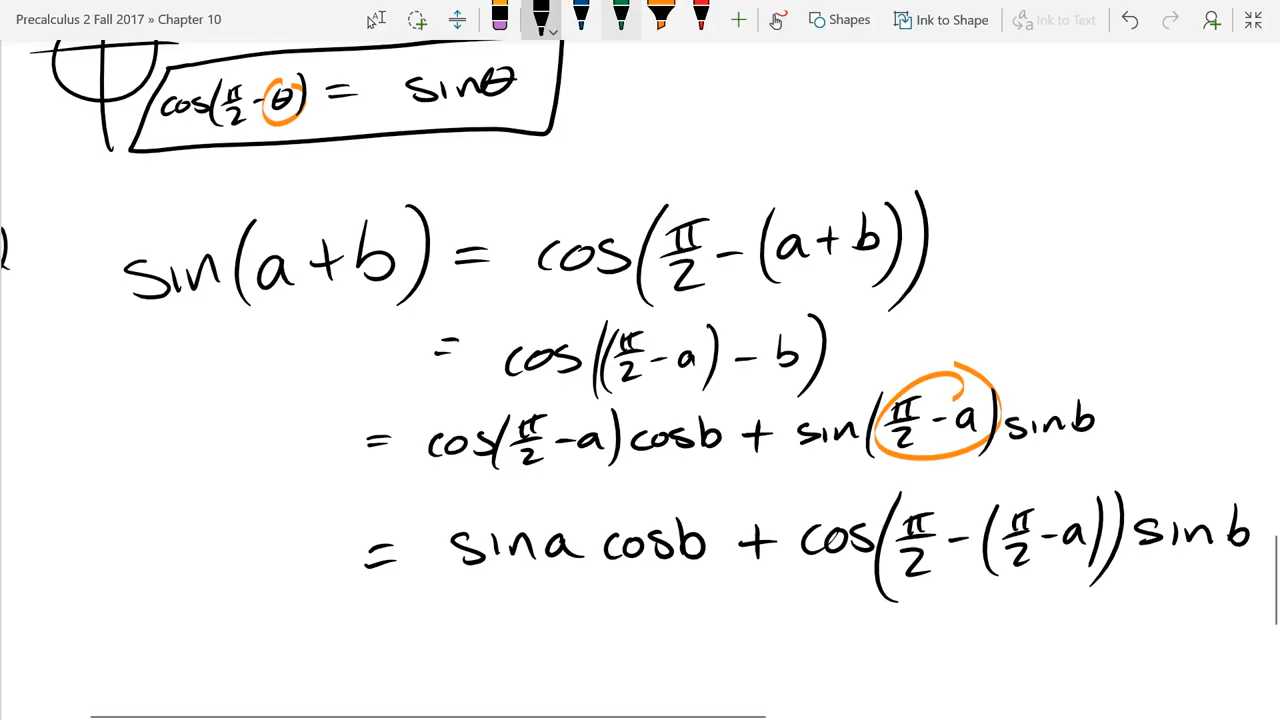 Precalculus 2 Fall 2017 » Chapter 10
Shapes
Ink to Shape
Ink to Text
cos(π/2 - θ) = sinθ
sin(a+b) = cos(π/2 - (a+b))
= cos((π/2 - a) - b)
= cos(π/2 - a) cosb + sin(π/2 - a) sinb
= sina cosb + cos(π/2 - (π/2 - a)) sinb